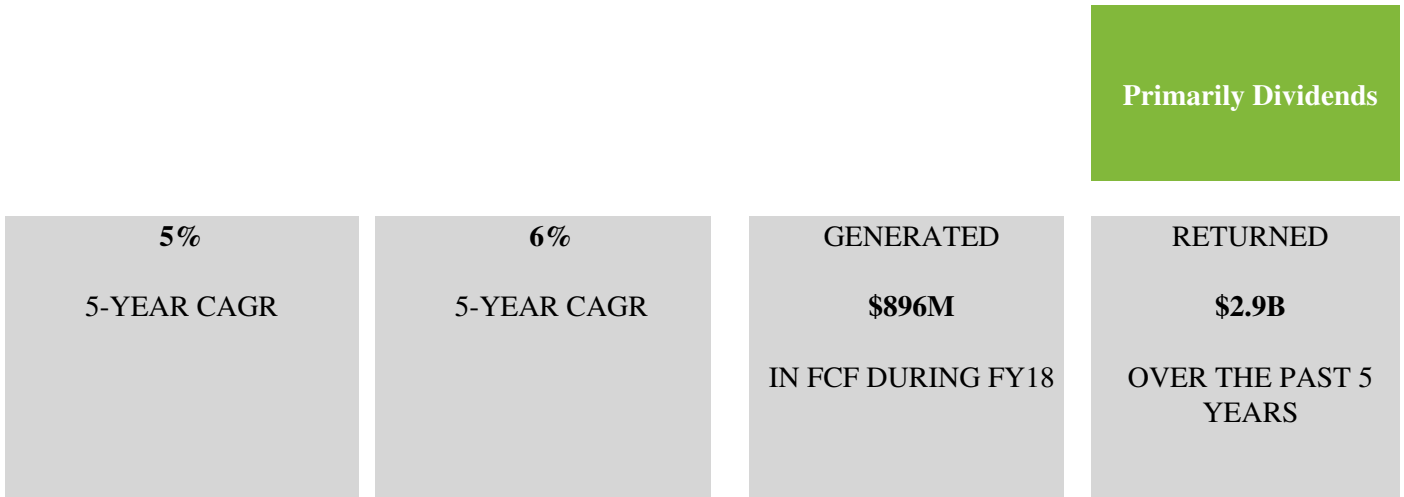 Primarily Dividends
5%
5-YEAR CAGR
6%
5-YEAR CAGR
GENERATED
$896M
IN FCF DURING FY18
RETURNED
$2.9B
OVER THE PAST 5
YEARS